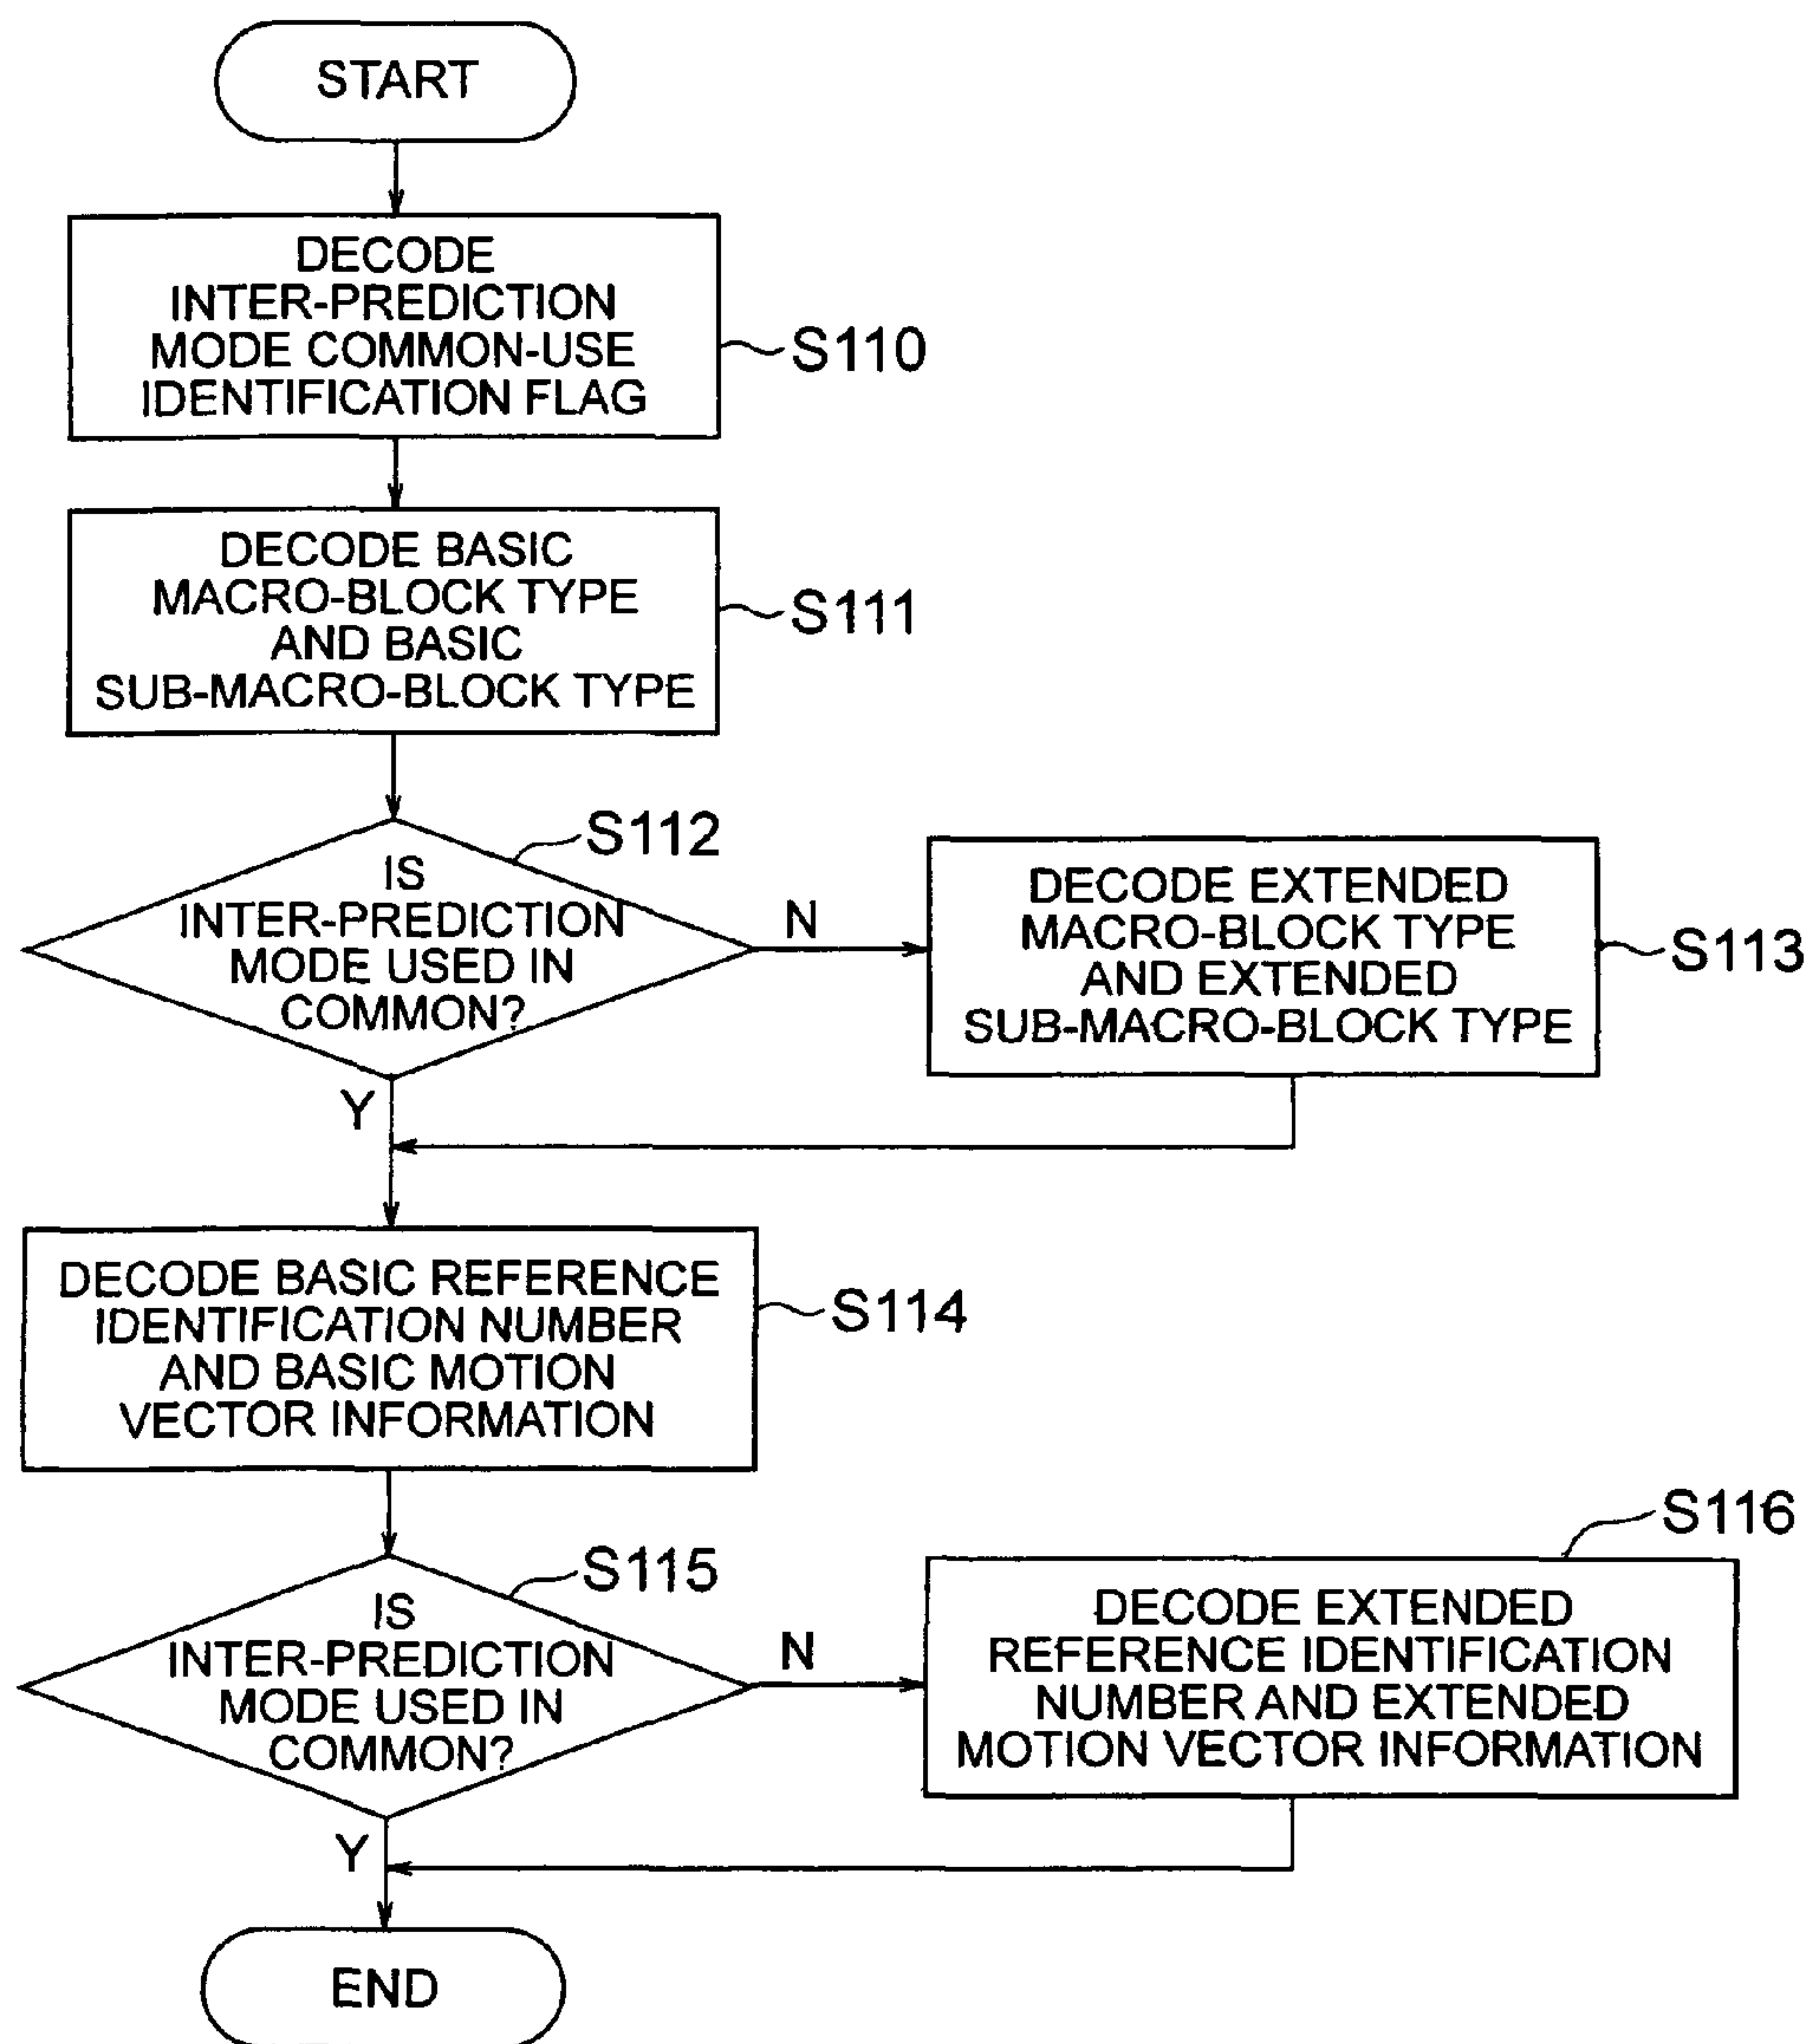 START
DECODE
INTER-PREDICTION
MODE COMMON-USE
IDENTIFICATION FLAG
S110
DECODE BASIC
MACRO-BLOCK TYPE
AND BASIC
SUB-MACRO-BLOCK TYPE
S111
S112
IS
INTER-PREDICTION
MODE USED IN
COMMON?
N
DECODE EXTENDED
MACRO-BLOCK TYPE
AND EXTENDED
SUB-MACRO-BLOCK TYPE
S113
Y
DECODE BASIC REFERENCE
IDENTIFICATION NUMBER
AND BASIC MOTION
VECTOR INFORMATION
S114
S115
IS
INTER-PREDICTION
MODE USED IN
COMMON?
N
S116
DECODE EXTENDED
REFERENCE IDENTIFICATION
NUMBER AND EXTENDED
MOTION VECTOR INFORMATION
Y
END